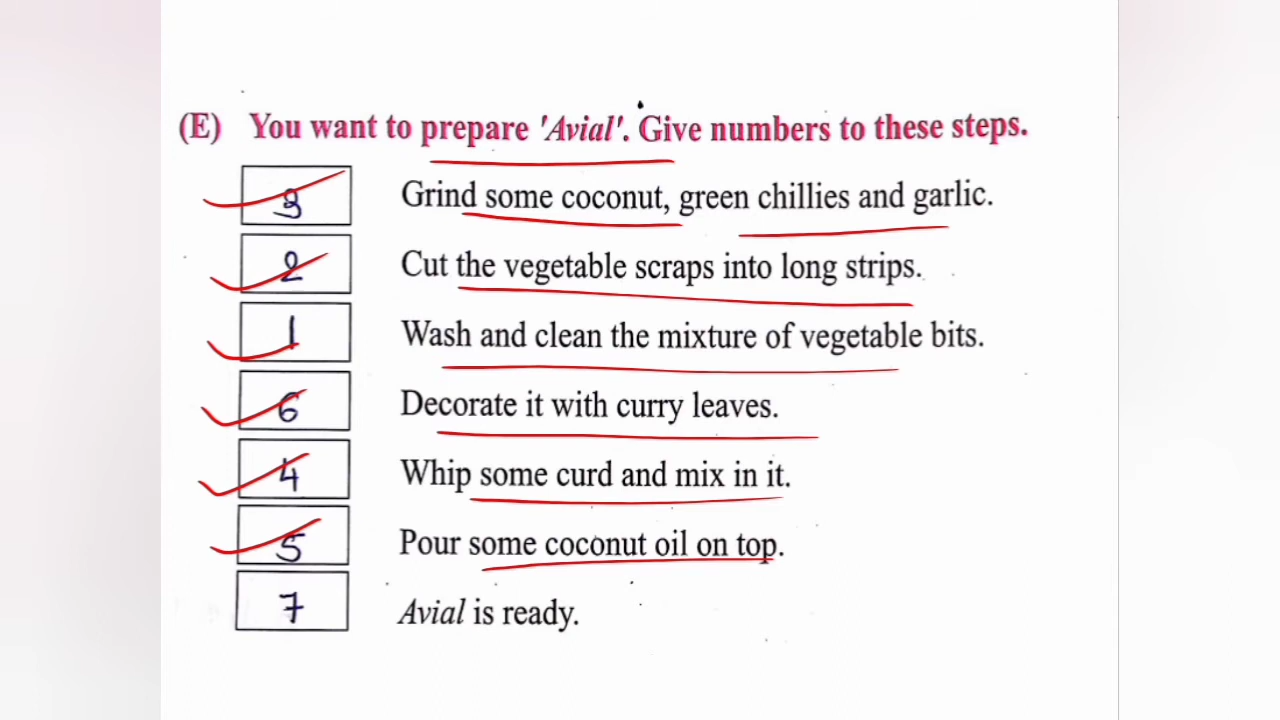 (E) You want to prepare 'Avial'. Give numbers to these steps.
3 Grind some coconut, green chillies and garlic.
2 Cut the vegetable scraps into long strips.
1 Wash and clean the mixture of vegetable bits.
6 Decorate it with curry leaves.
4 Whip some curd and mix in it.
5 Pour some coconut oil on top.
7 Avial is ready.